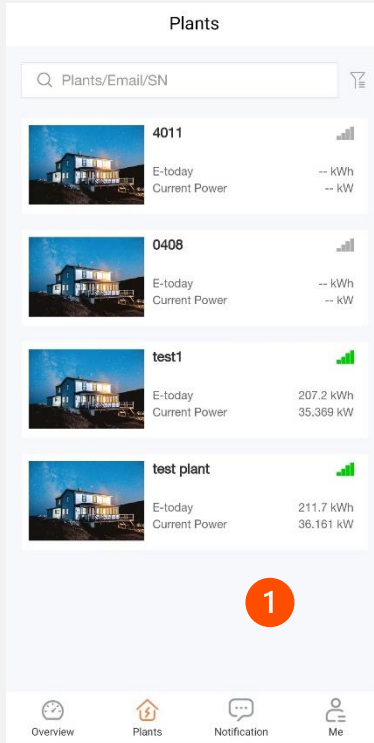 Plants
Plants/Email/SN
4011
E-today -- kWh
Current Power -- kW
0408
E-today -- kWh
Current Power -- kW
test1
E-today 207.2 kWh
Current Power 35.369 kW
test plant
E-today 211.7 kWh
Current Power 36.161 kW
1
Overview Plants Notification Me